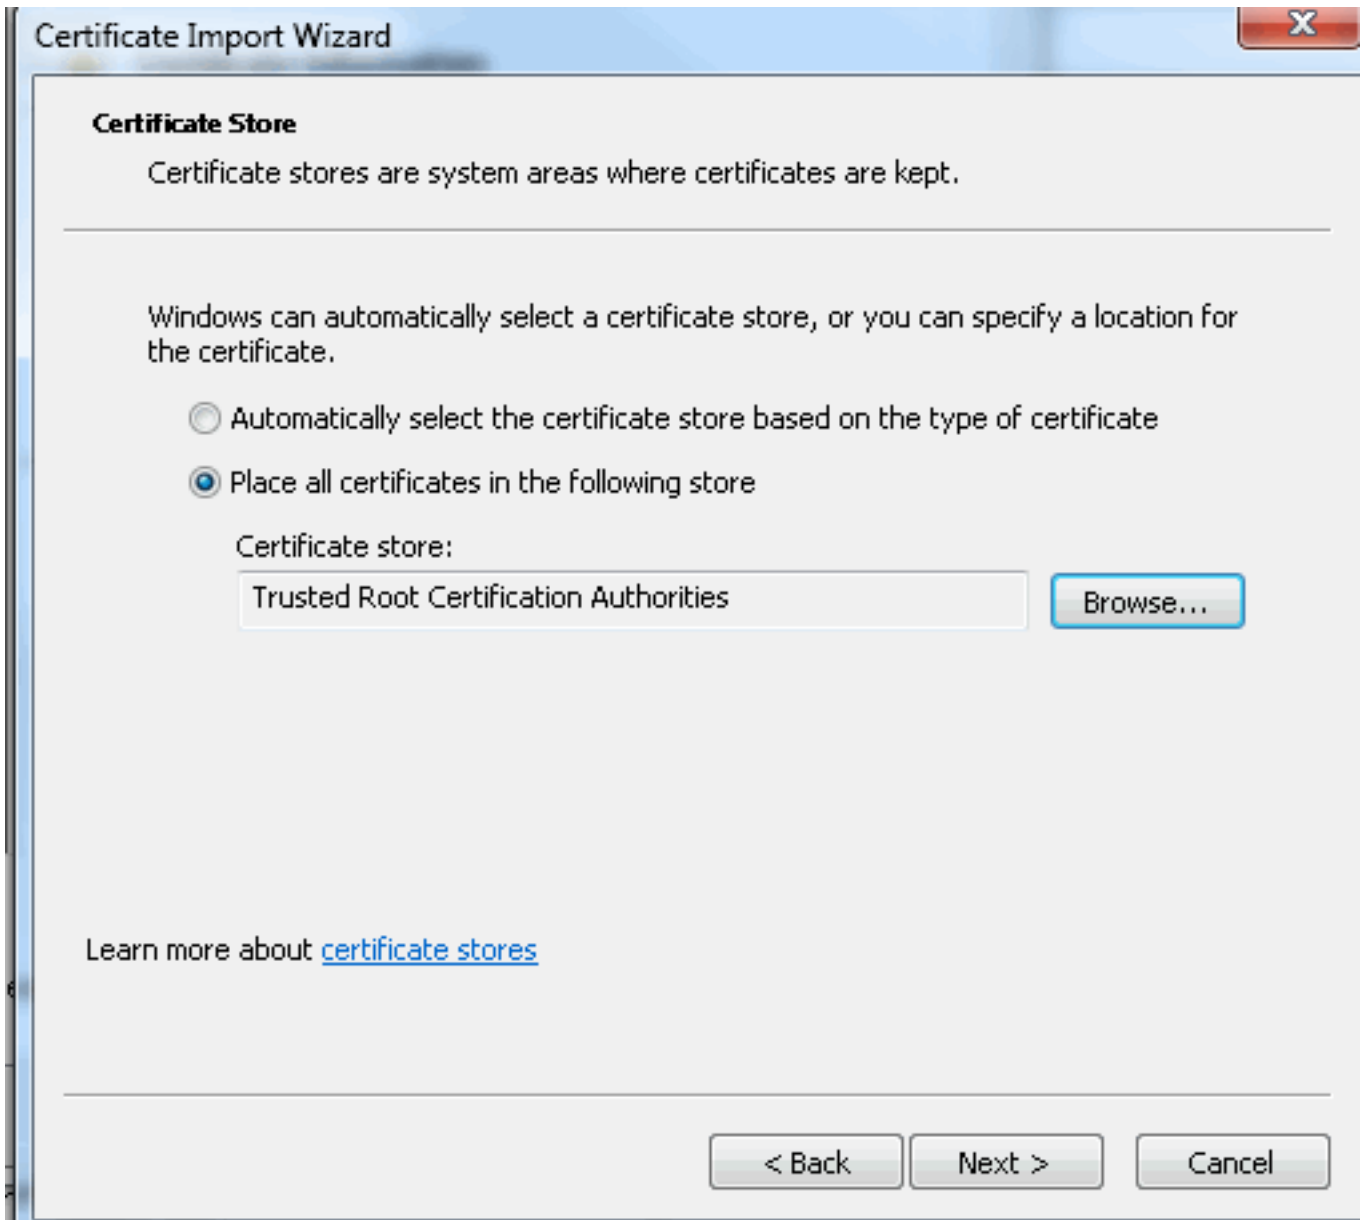 Certificate Import Wizard
X
Certificate Store
Certificate stores are system areas where certificates are kept.
Windows can automatically select a certificate store, or you can specify a location for
the certificate.
Automatically select the certificate store based on the type of certificate
Place all certificates in the following store
Certificate store:
Trusted Root Certification Authorities
Browse...
Learn more about certificate stores
< Back
Next >
Cancel